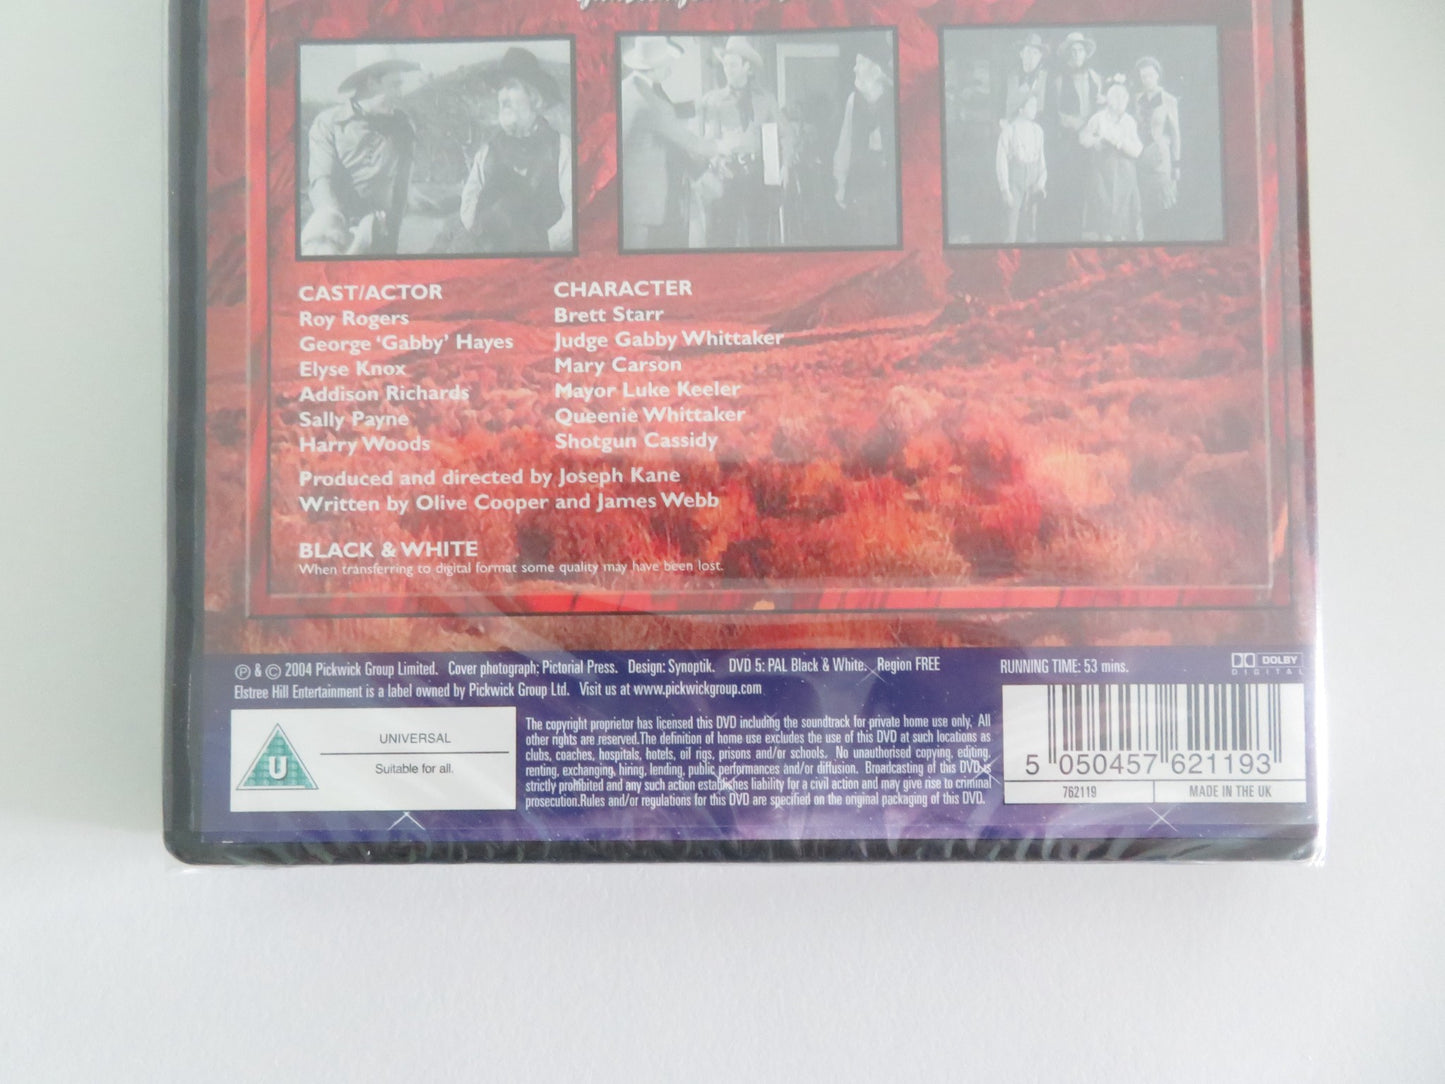 CAST/ACTOR CHARACTER
Roy Rogers Brett Starr
George 'Gabby' Hayes Judge Gabby Whittaker
Elyse Knox Mary Carson
Addison Richards Mayor Luke Keeler
Sally Payne Queenie Whittaker
Harry Woods Shotgun Cassidy
Produced and directed by Joseph Kane
Written by Olive Cooper and James Webb
BLACK & WHITE
When transferring to digital format some quality may have been lost.
℗ & © 2004 Pickwick Group Limited. Cover photograph: Pictorial Press. Design: Synoptik. DVD 5: PAL Black & White. Region FREE
Elstree Hill Entertainment is a label owned by Pickwick Group Ltd. Visit us at www.pickwickgroup.com
RUNNING TIME: 53 mins.
DOLBY
DIGITAL
U
UNIVERSAL
Suitable for all.
The copyright proprietor has licensed this DVD including the soundtrack for private home use only. All
other rights are reserved.The definition of home use excludes the use of this DVD at such locations as
clubs, coaches, hospitals, hotels, oil rigs, prisons and/or schools. No unauthorised copying, editing,
renting, exchanging, hiring, lending, public performances and/or diffusion. Broadcasting of this DVD is
strictly prohibited and any such action establishes liability for a civil action and may give rise to criminal
prosecution.Rules and/or regulations for this DVD are specified on the original packaging of this DVD.
5 050457 621193
762119 MADE IN THE UK